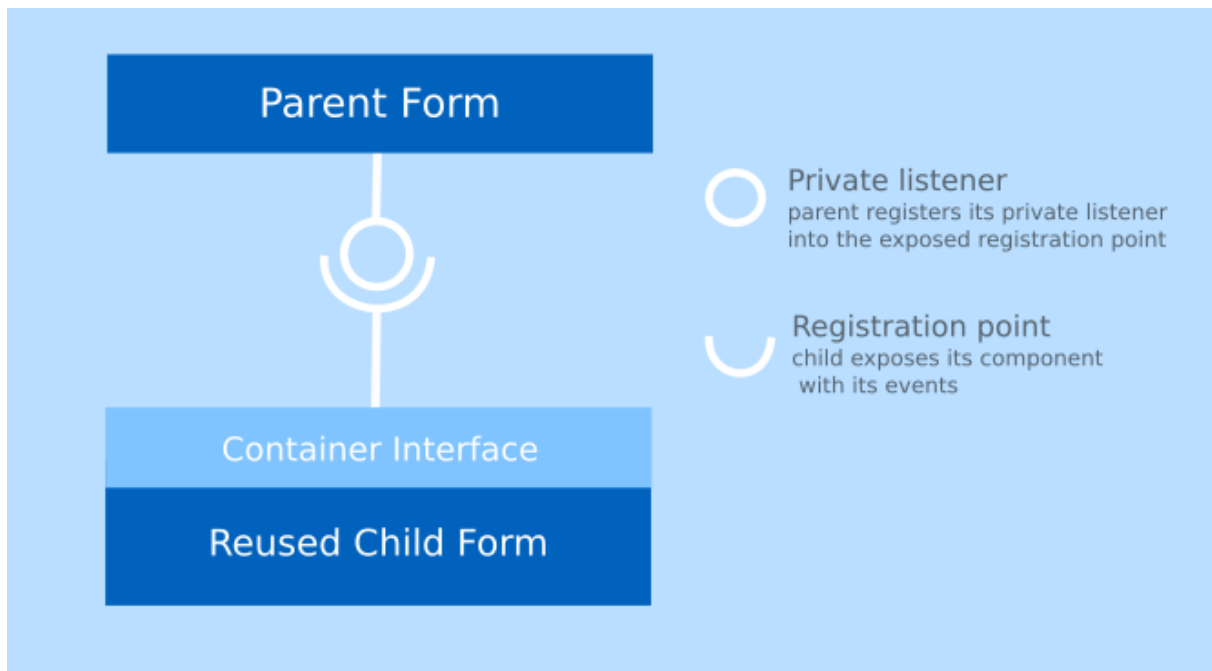 Parent Form
Private listener
parent registers its private listener
into the exposed registration point
Registration point
child exposes its component
with its events
Container Interface
Reused Child Form